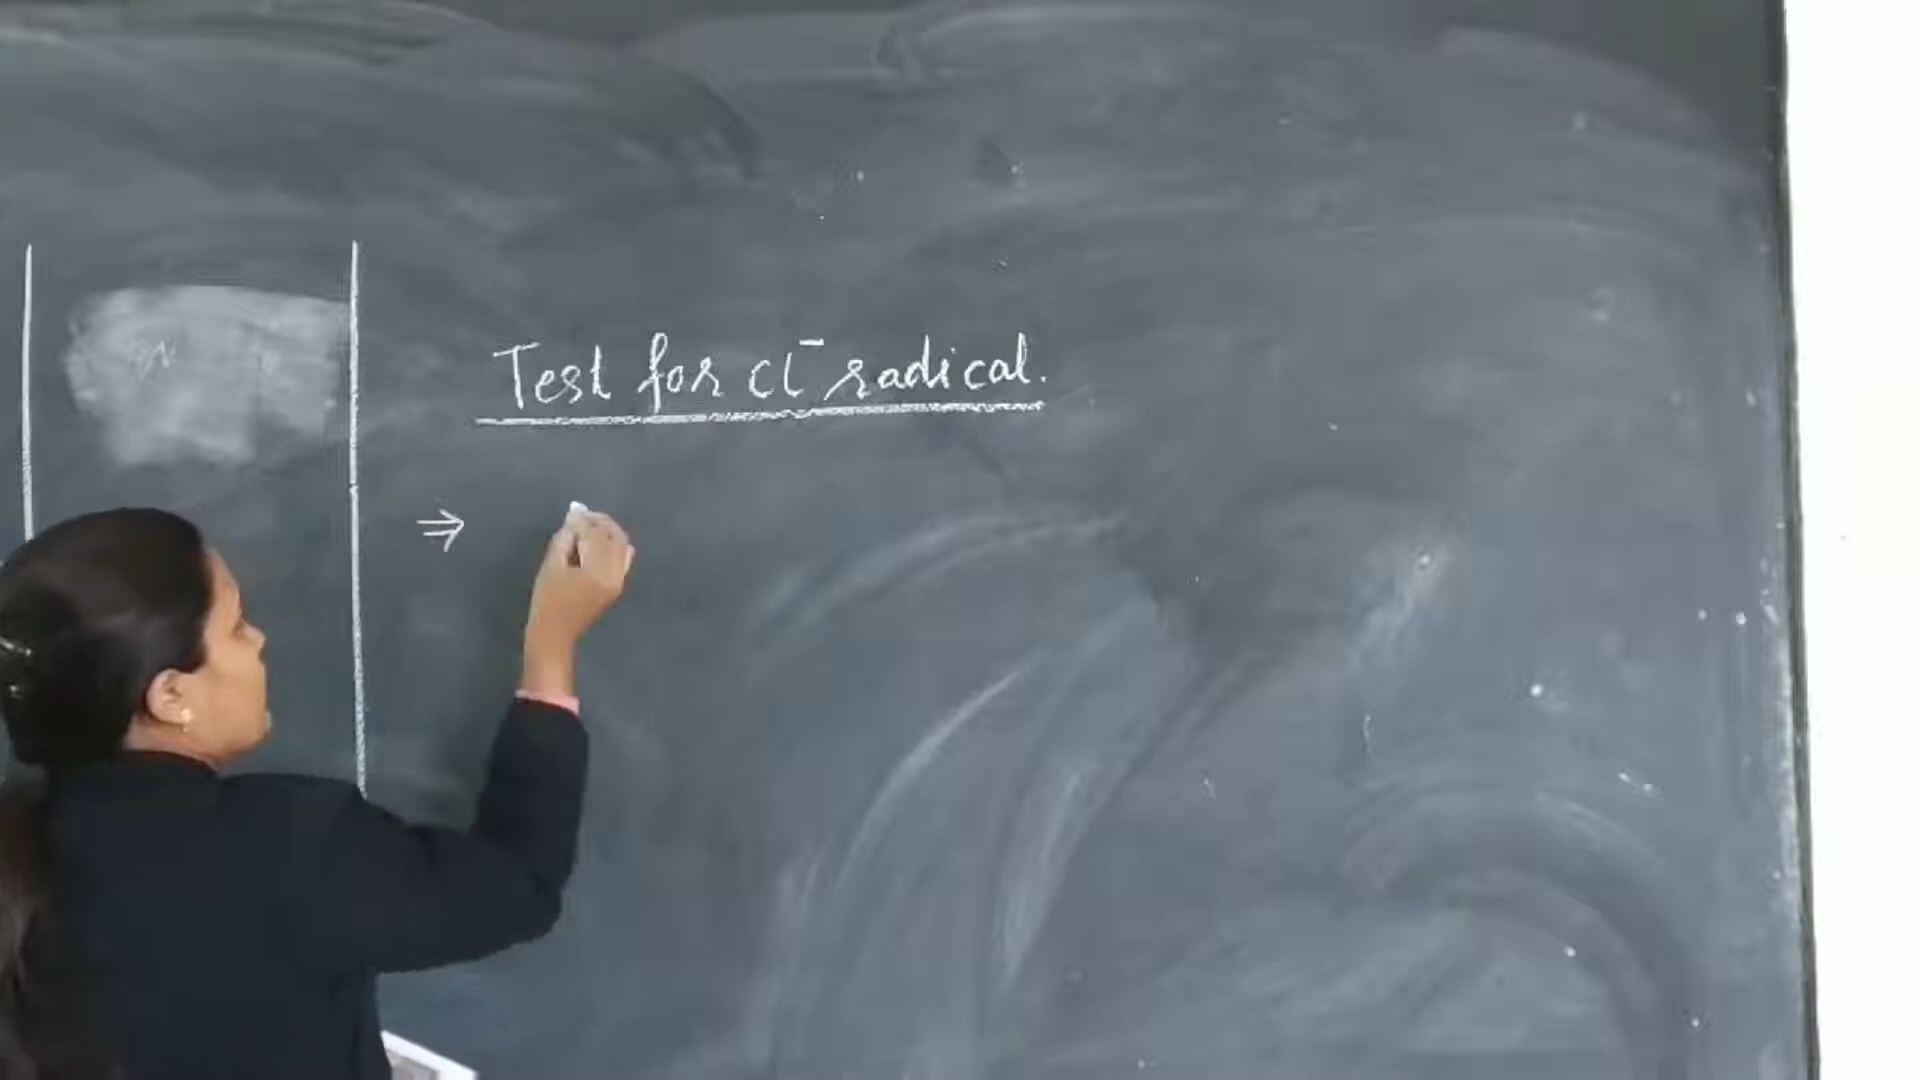 Test for Cl⁻ radical.
⇒